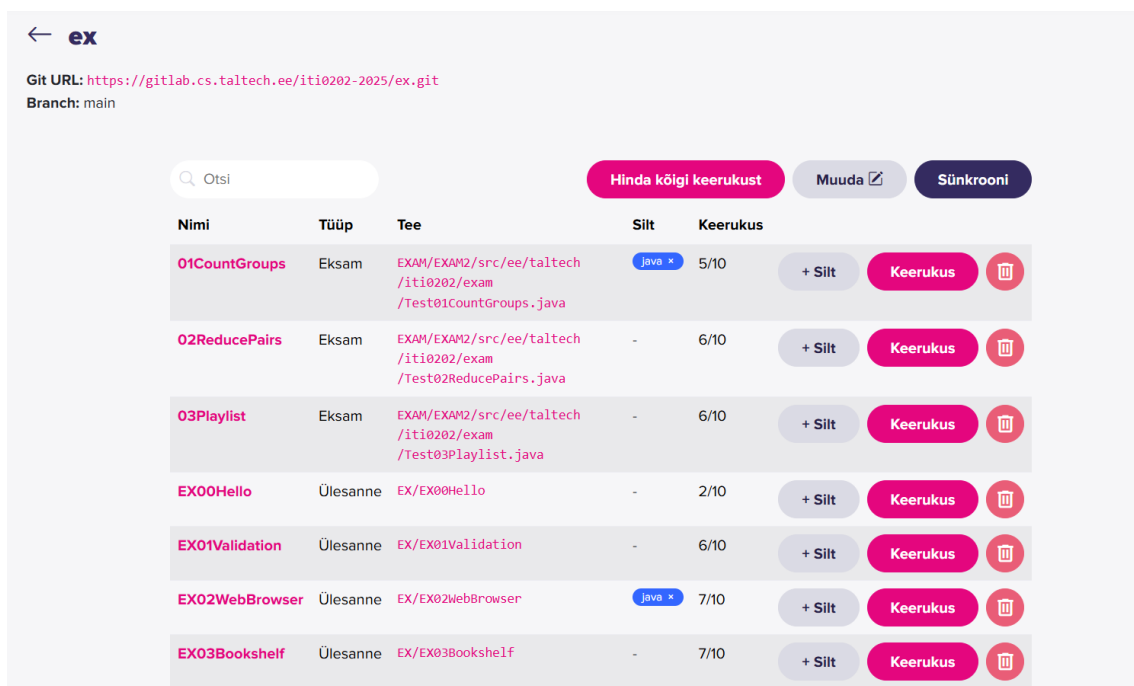 ex
Git URL: https://gitlab.cs.taltech.ee/iti0202-2025/ex.git
Branch: main
Otsi
Hinda kõigi keerukust
Muuda
Sünkrooni
Nimi Tüüp Tee Silt Keerukus
01CountGroups Eksam EXAM/EXAM2/src/ee/taltech java × 5/10 + Silt Keerukus
/iti0202/exam
/Test01CountGroups.java
02ReducePairs Eksam EXAM/EXAM2/src/ee/taltech - 6/10 + Silt Keerukus
/iti0202/exam
/Test02ReducePairs.java
03Playlist Eksam EXAM/EXAM2/src/ee/taltech - 6/10 + Silt Keerukus
/iti0202/exam
/Test03Playlist.java
EX00Hello Ülesanne EX/EX00Hello - 2/10 + Silt Keerukus
EX01Validation Ülesanne EX/EX01Validation - 6/10 + Silt Keerukus
EX02WebBrowser Ülesanne EX/EX02WebBrowser java × 7/10 + Silt Keerukus
EX03Bookshelf Ülesanne EX/EX03Bookshelf - 7/10 + Silt Keerukus